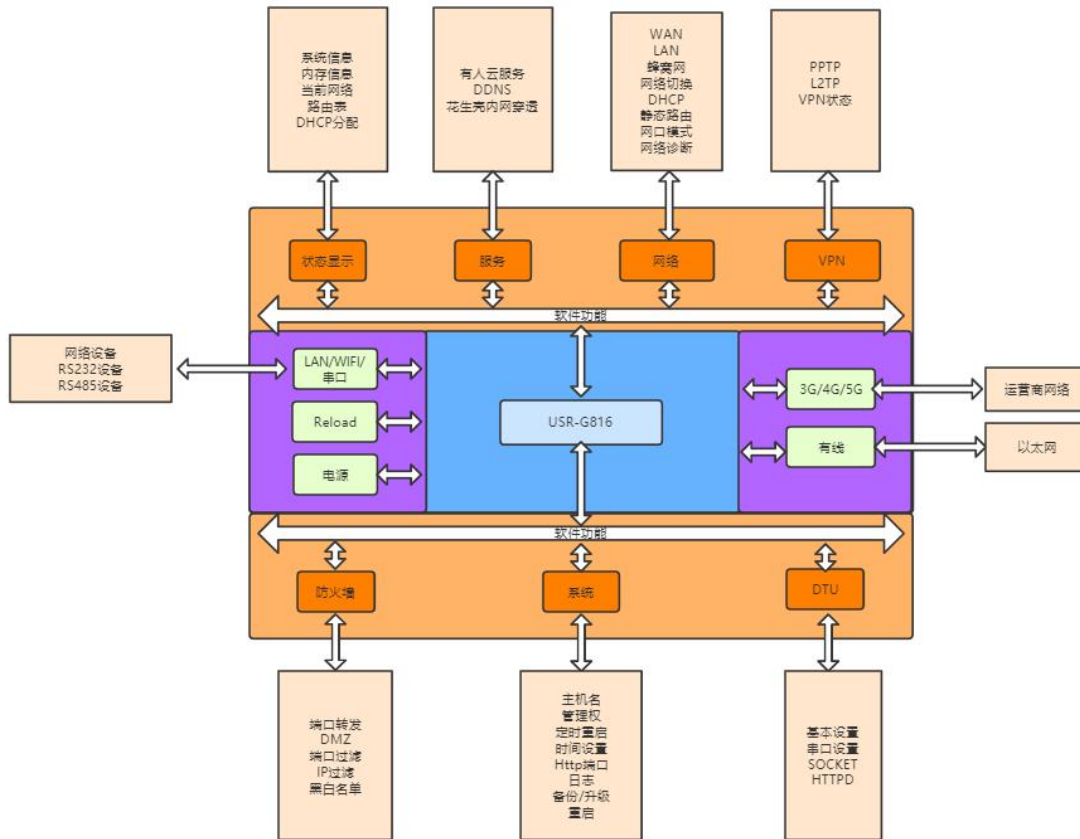 系统信息
内存信息
当前网络
路由表
DHCP分配
有人云服务
DDNS
花生壳内网穿透
WAN
LAN
蜂窝网
网络切换
DHCP
静态路由
网口模式
网络诊断
PPTP
L2TP
VPN状态
状态显示
服务
网络
VPN
软件功能
网络设备
RS232设备
RS485设备
LAN/WIFI/
串口
Reload
电源
USR-G816
3G/4G/5G
有线
运营商网络
以太网
软件功能
防火墙
系统
DTU
端口转发
DMZ
端口过滤
IP过滤
黑白名单
主机名
管理权
定时重启
时间设置
Http端口
日志
备份/升级
重启
基本设置
串口设置
SOCKET
HTTPD